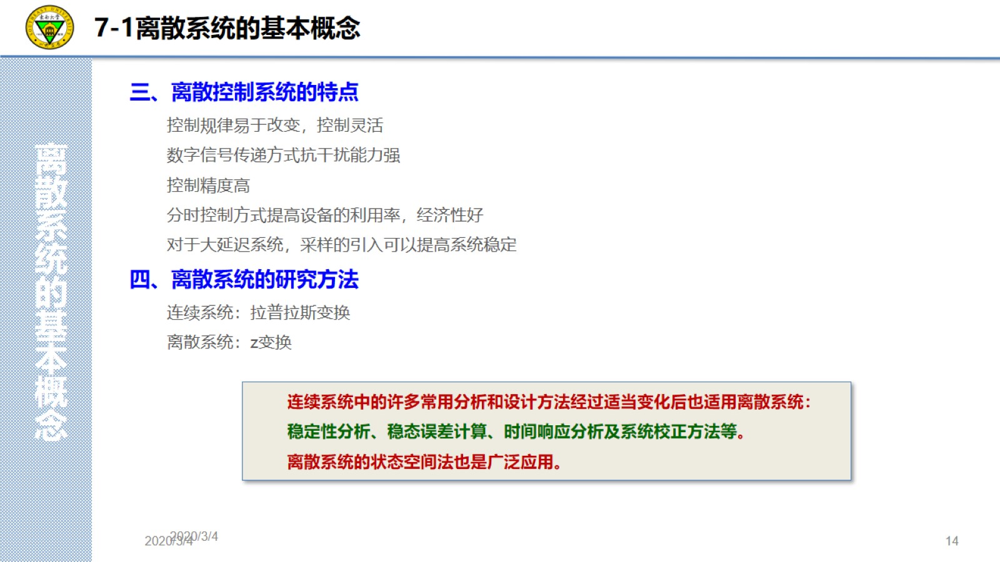 7-1离散系统的基本概念
离散系统的基本概念
三、离散控制系统的特点
控制规律易于改变，控制灵活
数字信号传递方式抗干扰能力强
控制精度高
分时控制方式提高设备的利用率，经济性好
对于大延迟系统，采样的引入可以提高系统稳定
四、离散系统的研究方法
连续系统：拉普拉斯变换
离散系统：z变换
连续系统中的许多常用分析和设计方法经过适当变化后也适用离散系统：
稳定性分析、稳态误差计算、时间响应分析及系统校正方法等。
离散系统的状态空间法也是广泛应用。
2020/3/4
2020/3/4
14